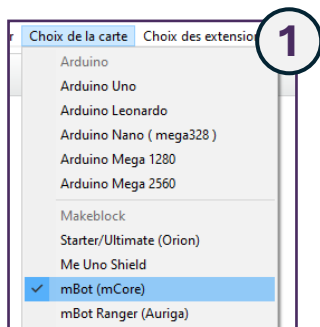 r Choix de la carte Choix des extension
1
Arduino
Arduino Uno
Arduino Leonardo
Arduino Nano ( mega328 )
Arduino Mega 1280
Arduino Mega 2560
Makeblock
Starter/Ultimate (Orion)
Me Uno Shield
mBot (mCore)
mBot Ranger (Auriga)